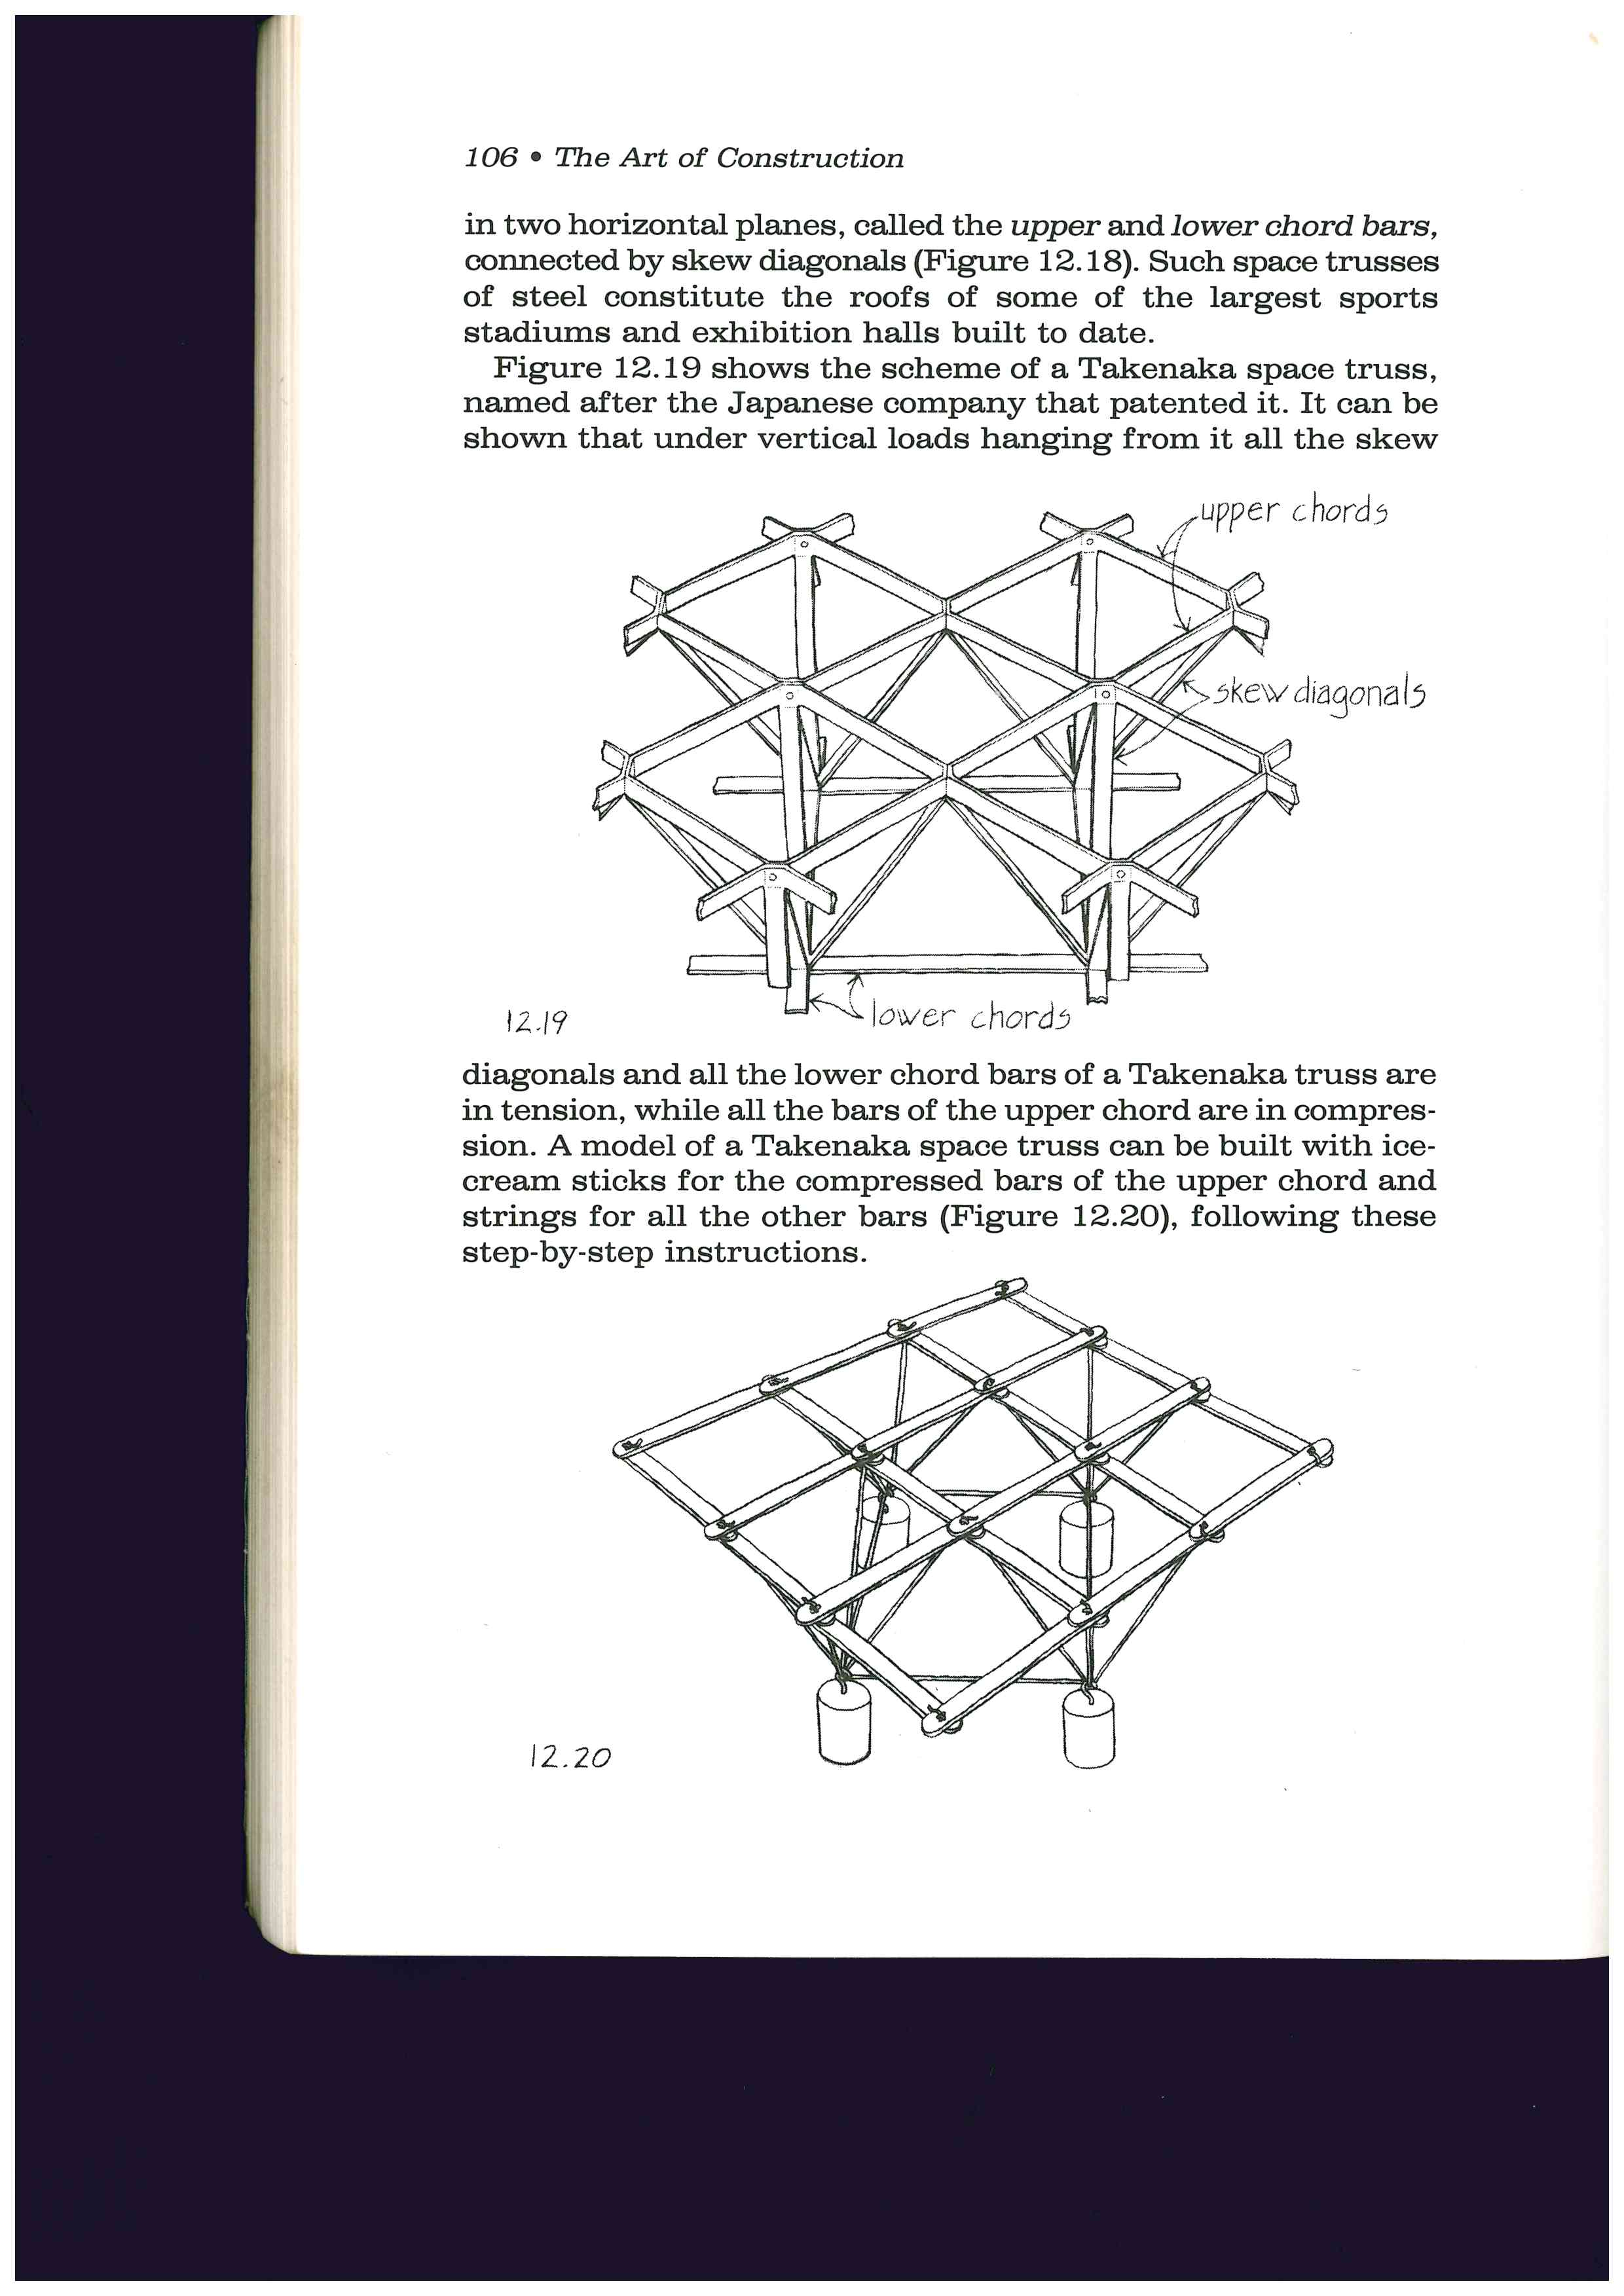 106 • The Art of Construction
in two horizontal planes, called the upper and lower chord bars,
connected by skew diagonals (Figure 12.18). Such space trusses
of steel constitute the roofs of some of the largest sports
stadiums and exhibition halls built to date.
Figure 12.19 shows the scheme of a Takenaka space truss,
named after the Japanese company that patented it. It can be
shown that under vertical loads hanging from it all the skew
upper chords
skew diagonals
lower chords
12.19
diagonals and all the lower chord bars of a Takenaka truss are
in tension, while all the bars of the upper chord are in compres-
sion. A model of a Takenaka space truss can be built with ice-
cream sticks for the compressed bars of the upper chord and
strings for all the other bars (Figure 12.20), following these
step-by-step instructions.
12.20